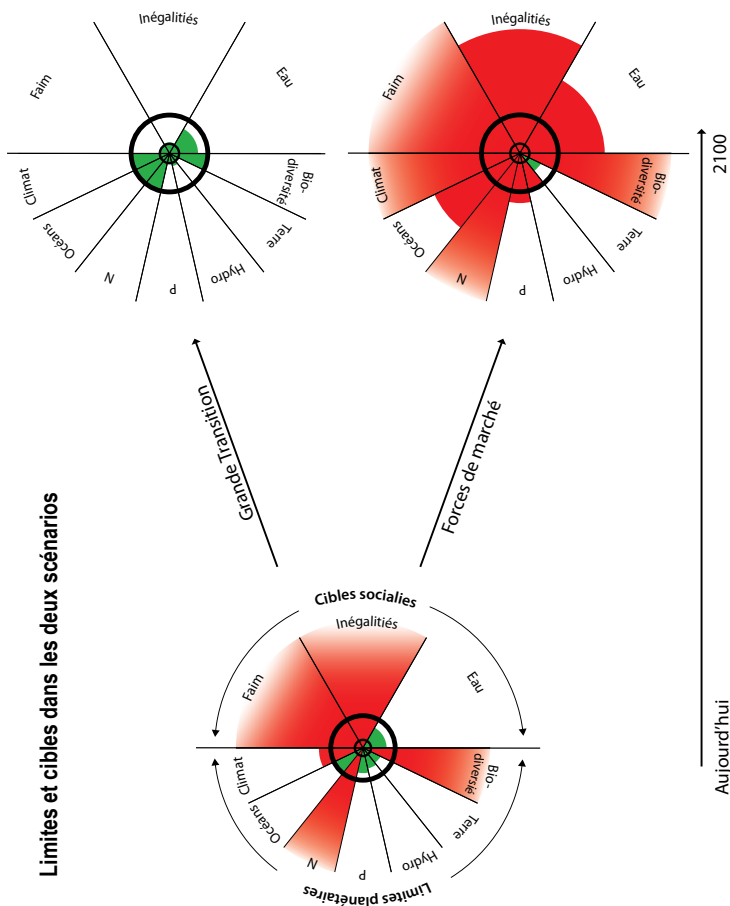 Limites et cibles dans les deux scénarios
Inégalitiés
Faim
Eau
Climat
Océans
N
P
Hydro
Terre
Bio-
diversité
Inégalitiés
Faim
Eau
Climat
Océans
N
P
Hydro
Terre
Bio-
diversité
Grande Transition
Forces de marché
Cibles socialies
Inégalitiés
Faim
Eau
Climat
Océans
N
P
Hydro
Terre
Bio-
diversié
Limites planétaires
Aujourd'hui
2100